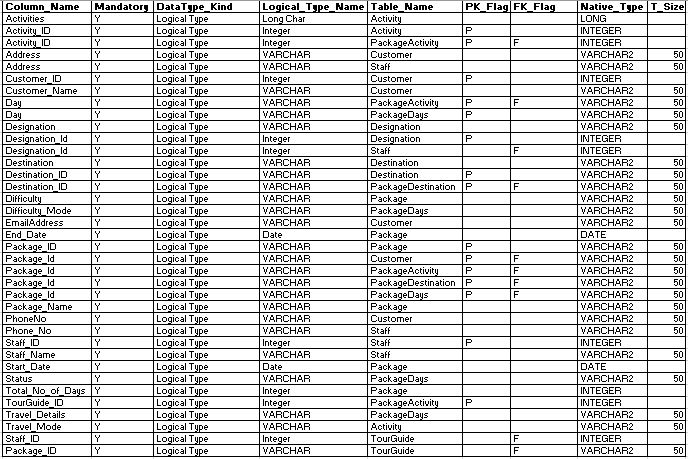 Column_Name Mandatory DataType_Kind Logical_Type_Name Table_Name PK_Flag FK_Flag Native_Type T_Size
Activities Y Logical Type Long Char Activity LONG
Activity_ID Y Logical Type Integer Activity P INTEGER
Activity_ID Y Logical Type Integer PackageActivity P F INTEGER
Address Y Logical Type VARCHAR Customer VARCHAR2 50
Address Y Logical Type VARCHAR Staff VARCHAR2 50
Customer_ID Y Logical Type Integer Customer P INTEGER
Customer_Name Y Logical Type VARCHAR Customer VARCHAR2 50
Day Y Logical Type VARCHAR PackageActivity P F VARCHAR2 50
Day Y Logical Type VARCHAR PackageDays P VARCHAR2 50
Designation Y Logical Type VARCHAR Designation VARCHAR2 50
Designation_Id Y Logical Type Integer Designation P INTEGER
Designation_Id Y Logical Type Integer Staff F INTEGER
Destination Y Logical Type VARCHAR Destination VARCHAR2 50
Destination_ID Y Logical Type VARCHAR Destination P VARCHAR2 50
Destination_ID Y Logical Type VARCHAR PackageDestination P F VARCHAR2 50
Difficulty Y Logical Type VARCHAR Package VARCHAR2 50
Difficulty_Mode Y Logical Type VARCHAR PackageDays VARCHAR2 50
EmailAddress Y Logical Type VARCHAR Customer VARCHAR2 50
End_Date Y Logical Type Date Package DATE
Package_ID Y Logical Type VARCHAR Package P VARCHAR2 50
Package_Id Y Logical Type VARCHAR Customer P F VARCHAR2 50
Package_Id Y Logical Type VARCHAR PackageActivity P F VARCHAR2 50
Package_Id Y Logical Type VARCHAR PackageDestination P F VARCHAR2 50
Package_Id Y Logical Type VARCHAR PackageDays P F VARCHAR2 50
Package_Name Y Logical Type VARCHAR Package VARCHAR2 50
PhoneNo Y Logical Type VARCHAR Customer VARCHAR2 50
Phone_No Y Logical Type VARCHAR Staff VARCHAR2 50
Staff_ID Y Logical Type Integer Staff P INTEGER
Staff_Name Y Logical Type VARCHAR Staff VARCHAR2 50
Start_Date Y Logical Type Date Package DATE
Status Y Logical Type VARCHAR PackageDays VARCHAR2 50
Total_No_of_Days Y Logical Type Integer Package INTEGER
TourGuide_ID Y Logical Type Integer PackageActivity P INTEGER
Travel_Details Y Logical Type VARCHAR PackageDays VARCHAR2 50
Travel_Mode Y Logical Type VARCHAR Activity VARCHAR2 50
Staff_ID Y Logical Type Integer TourGuide F INTEGER
Package_ID Y Logical Type VARCHAR TourGuide F VARCHAR2 50